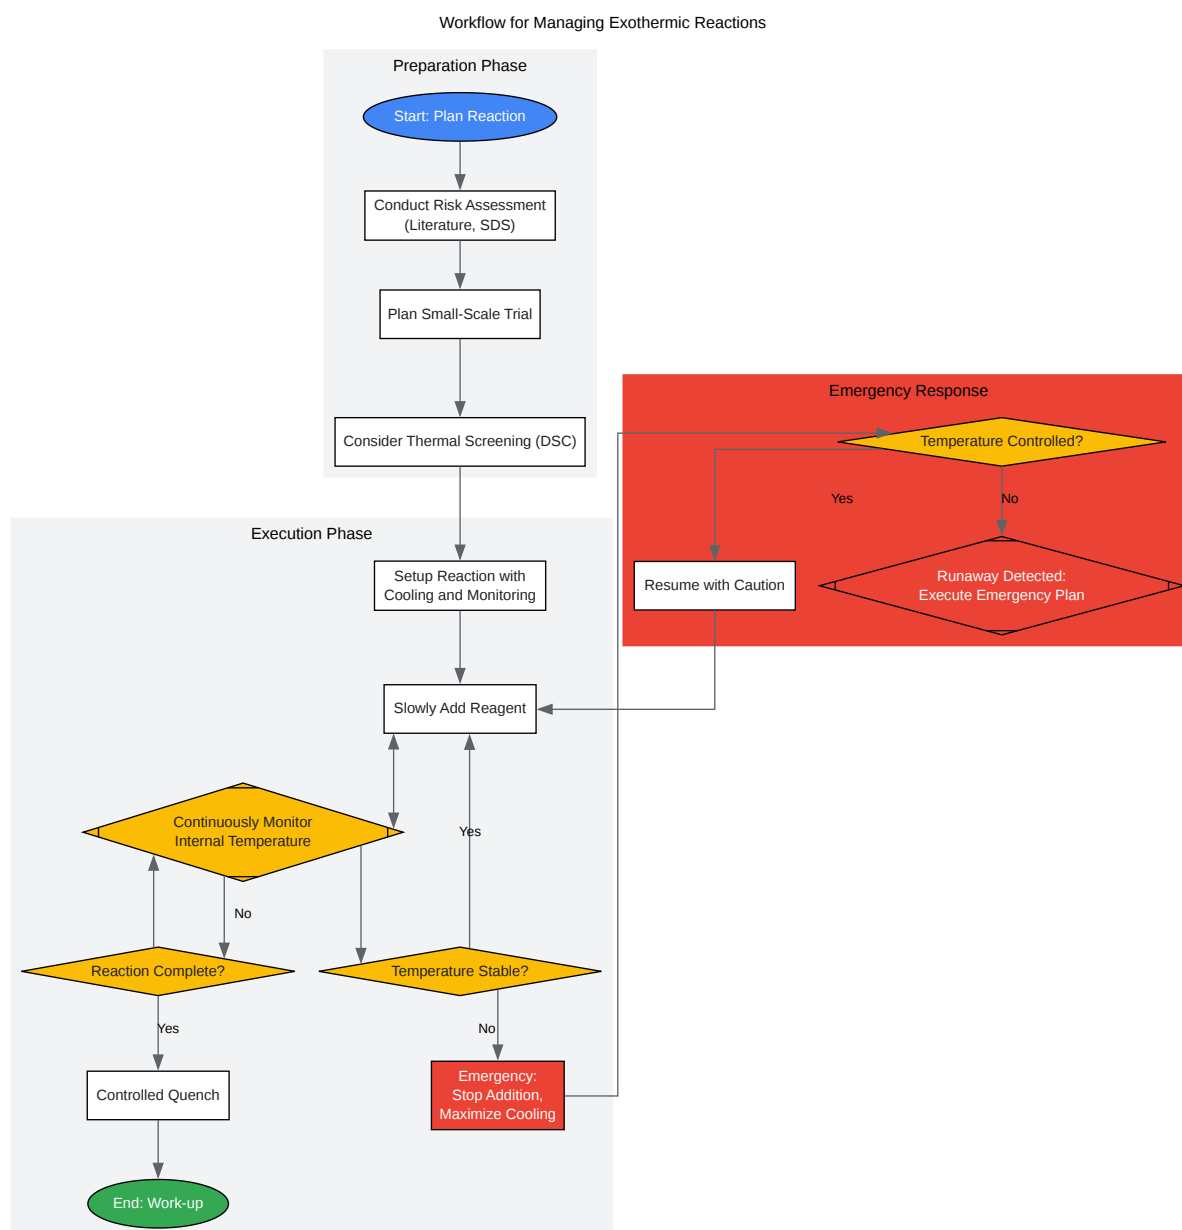 Workflow for Managing Exothermic Reactions
Preparation Phase
Start: Plan Reaction
Conduct Risk Assessment
(Literature, SDS)
Plan Small-Scale Trial
Consider Thermal Screening (DSC)
Emergency Response
Temperature Controlled?
Yes
No
Resume with Caution
Runaway Detected:
Execute Emergency Plan
Execution Phase
Setup Reaction with
Cooling and Monitoring
Slowly Add Reagent
Continuously Monitor
Internal Temperature
Yes
No
Reaction Complete?
Temperature Stable?
Yes
No
Controlled Quench
Emergency:
Stop Addition,
Maximize Cooling
End: Work-up